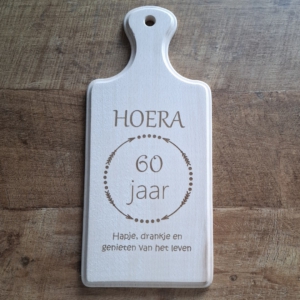 HOERA
60
jaar
Hapje, drankje en
genieten van het leven